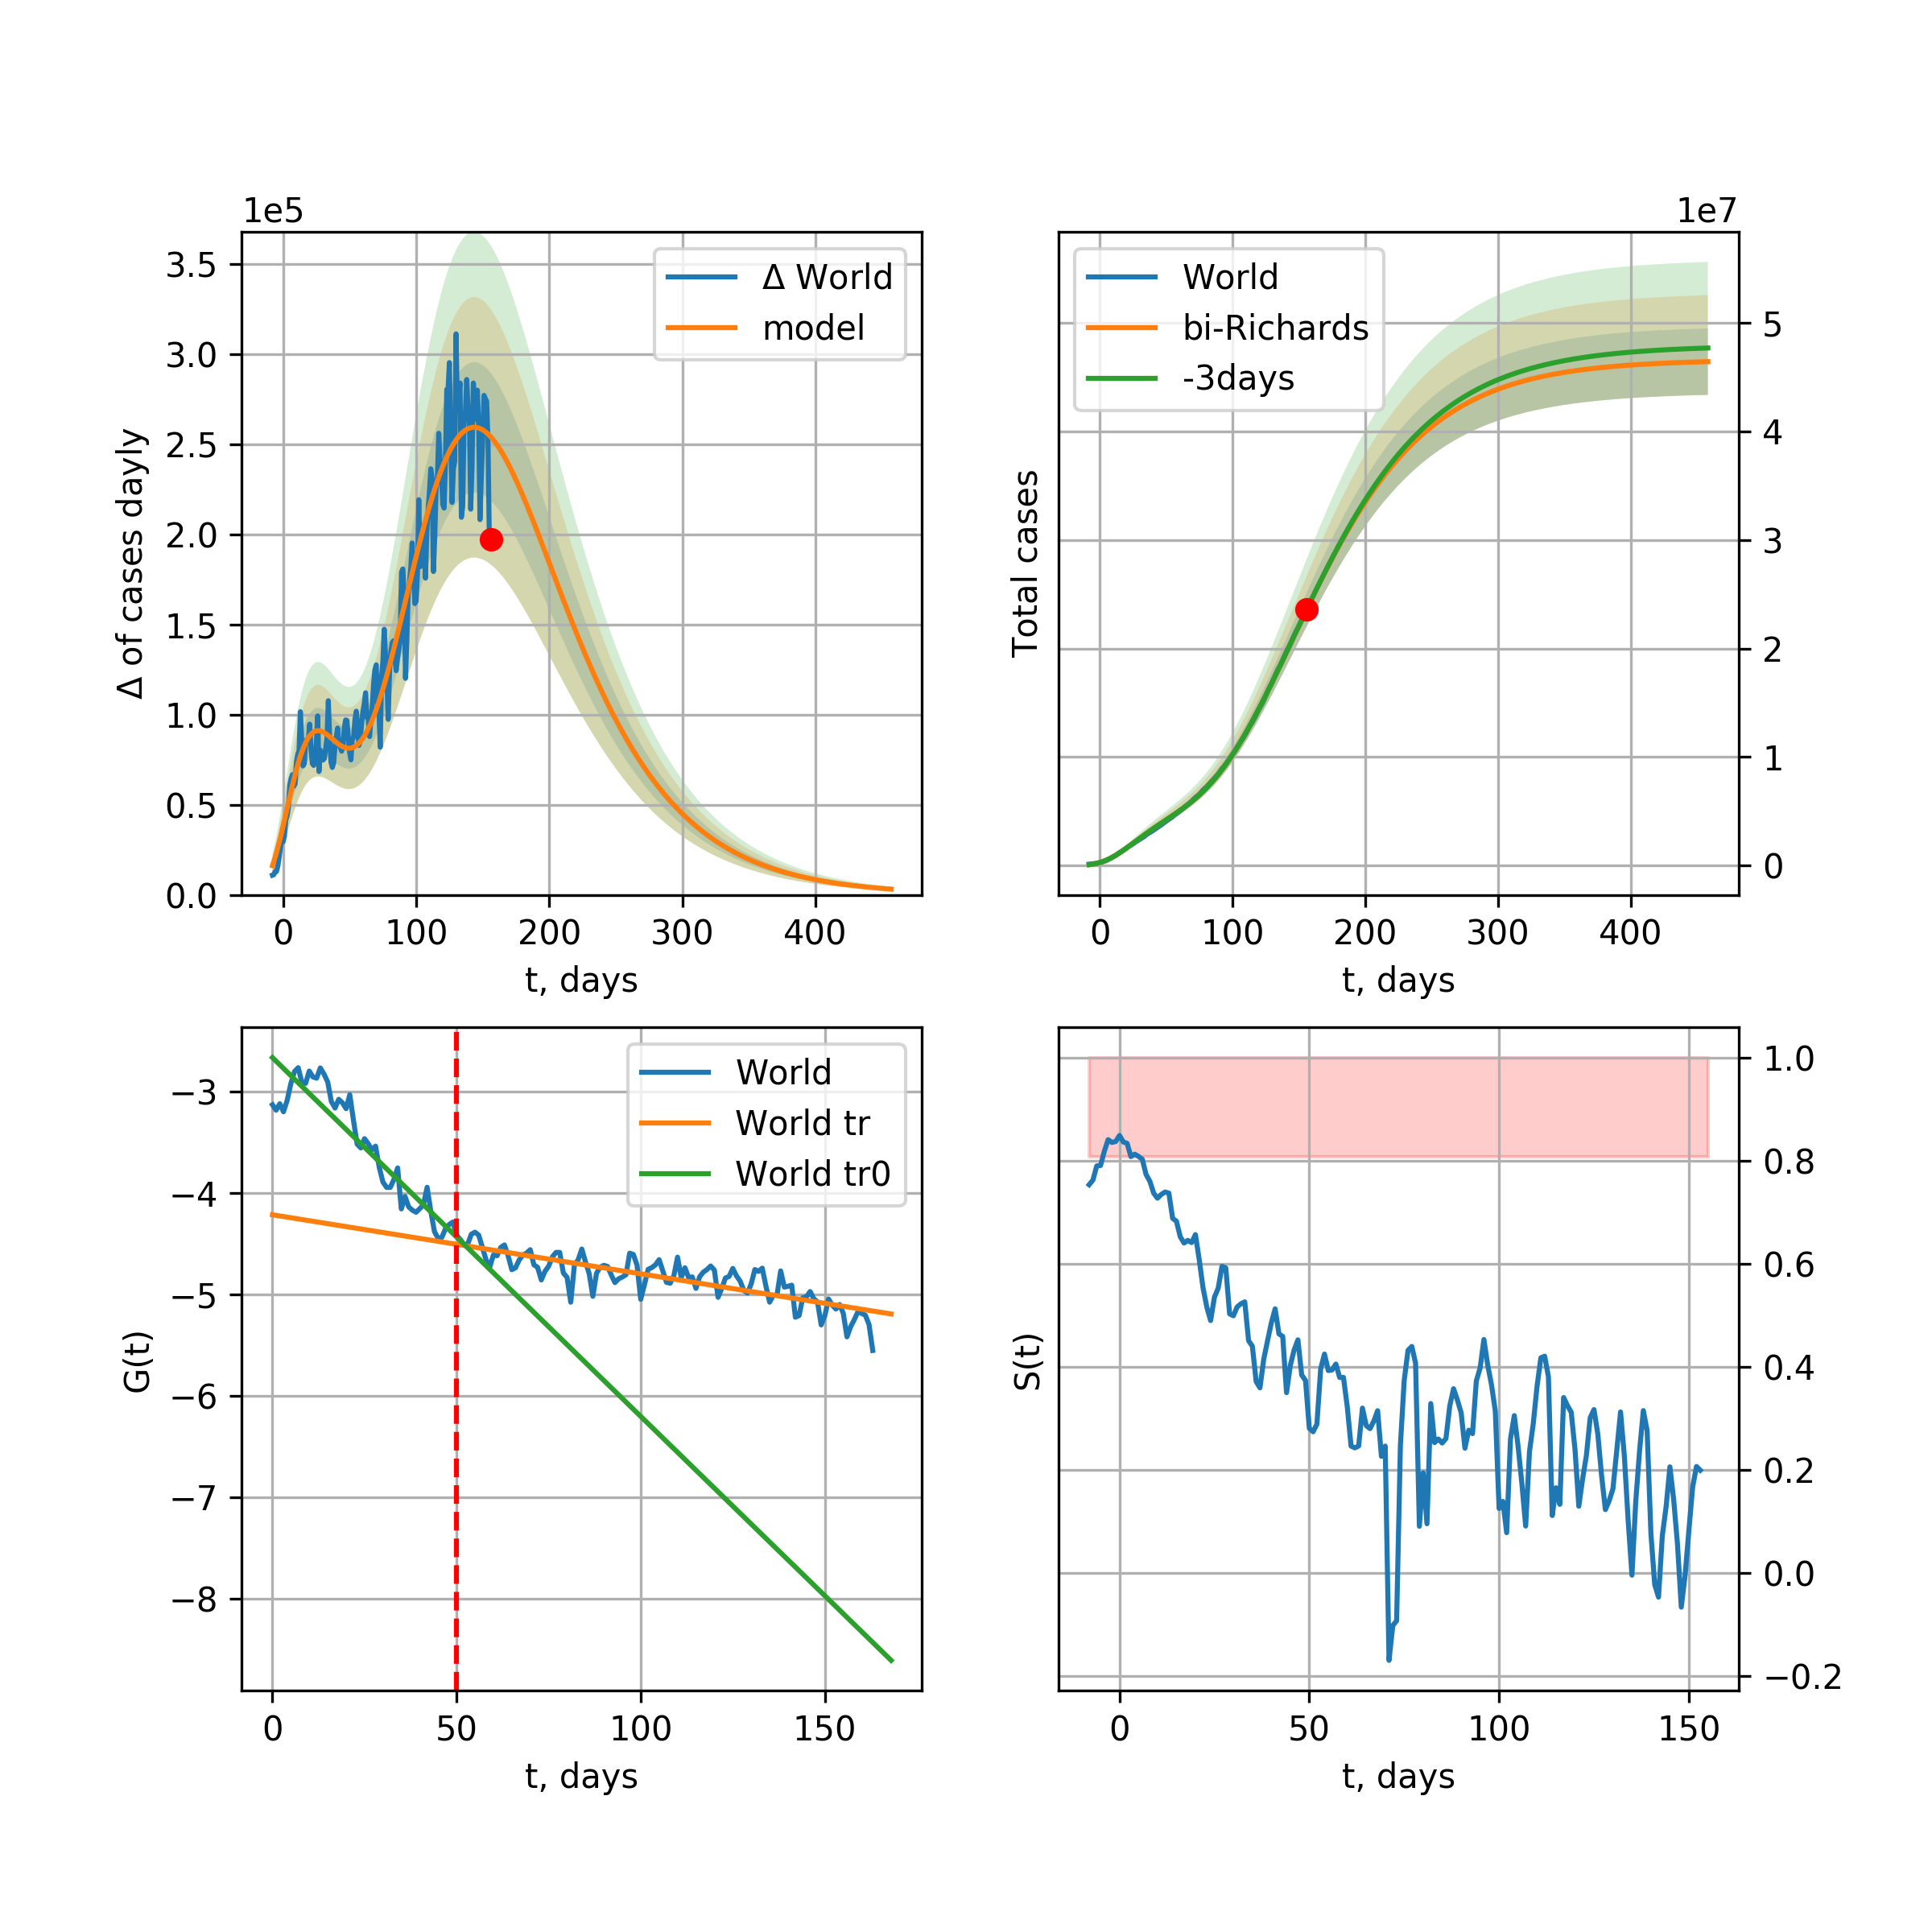 1e5
3.5
3.0
2.5
2.0
1.5
1.0
0.5
0.0
Δ of cases dayly
Δ World
model
0 100 200 300 400
t, days
1e7
World
bi-Richards
-3days
Total cases
5
4
3
2
1
0
0 100 200 300 400
t, days
−3
−4
−5
−6
−7
−8
G(t)
World
World tr
World tr0
0 50 100 150
t, days
S(t)
1.0
0.8
0.6
0.4
0.2
0.0
−0.2
0 50 100 150
t, days